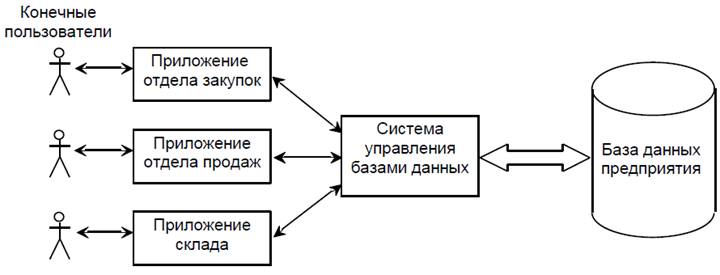 Конечные
пользователи
Приложение
отдела закупок
Приложение
отдела продаж
Приложение
склада
Система
управления
базами данных
База данных
предприятия